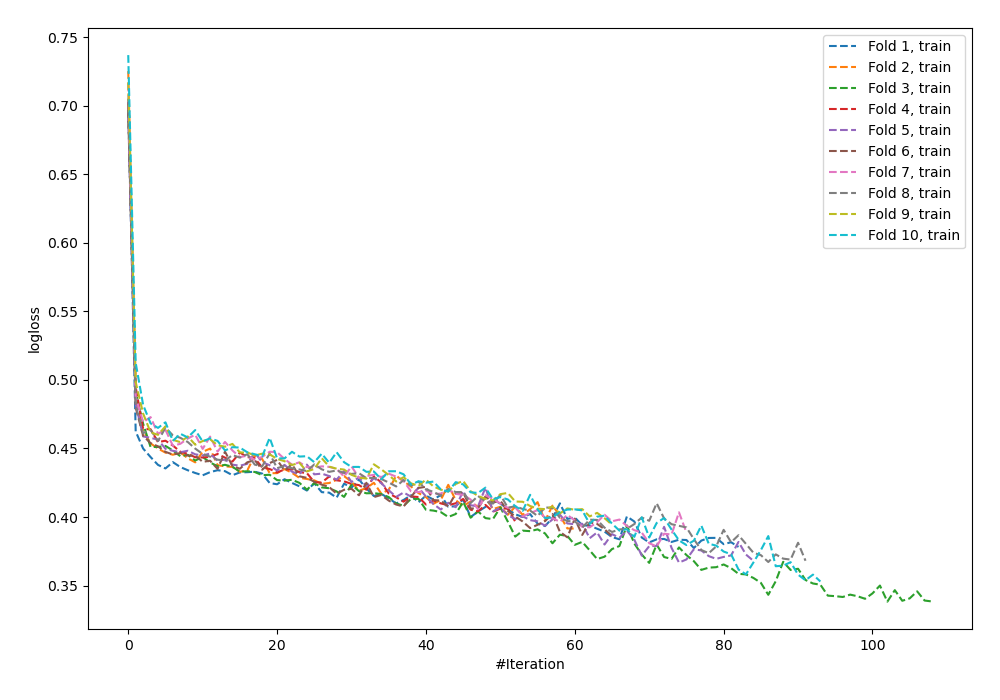 0.75
0.70
0.65
0.60
0.55
0.50
0.45
0.40
0.35
logloss
0
20
40
60
80
100
#Iteration
Fold 1, train
Fold 2, train
Fold 3, train
Fold 4, train
Fold 5, train
Fold 6, train
Fold 7, train
Fold 8, train
Fold 9, train
Fold 10, train